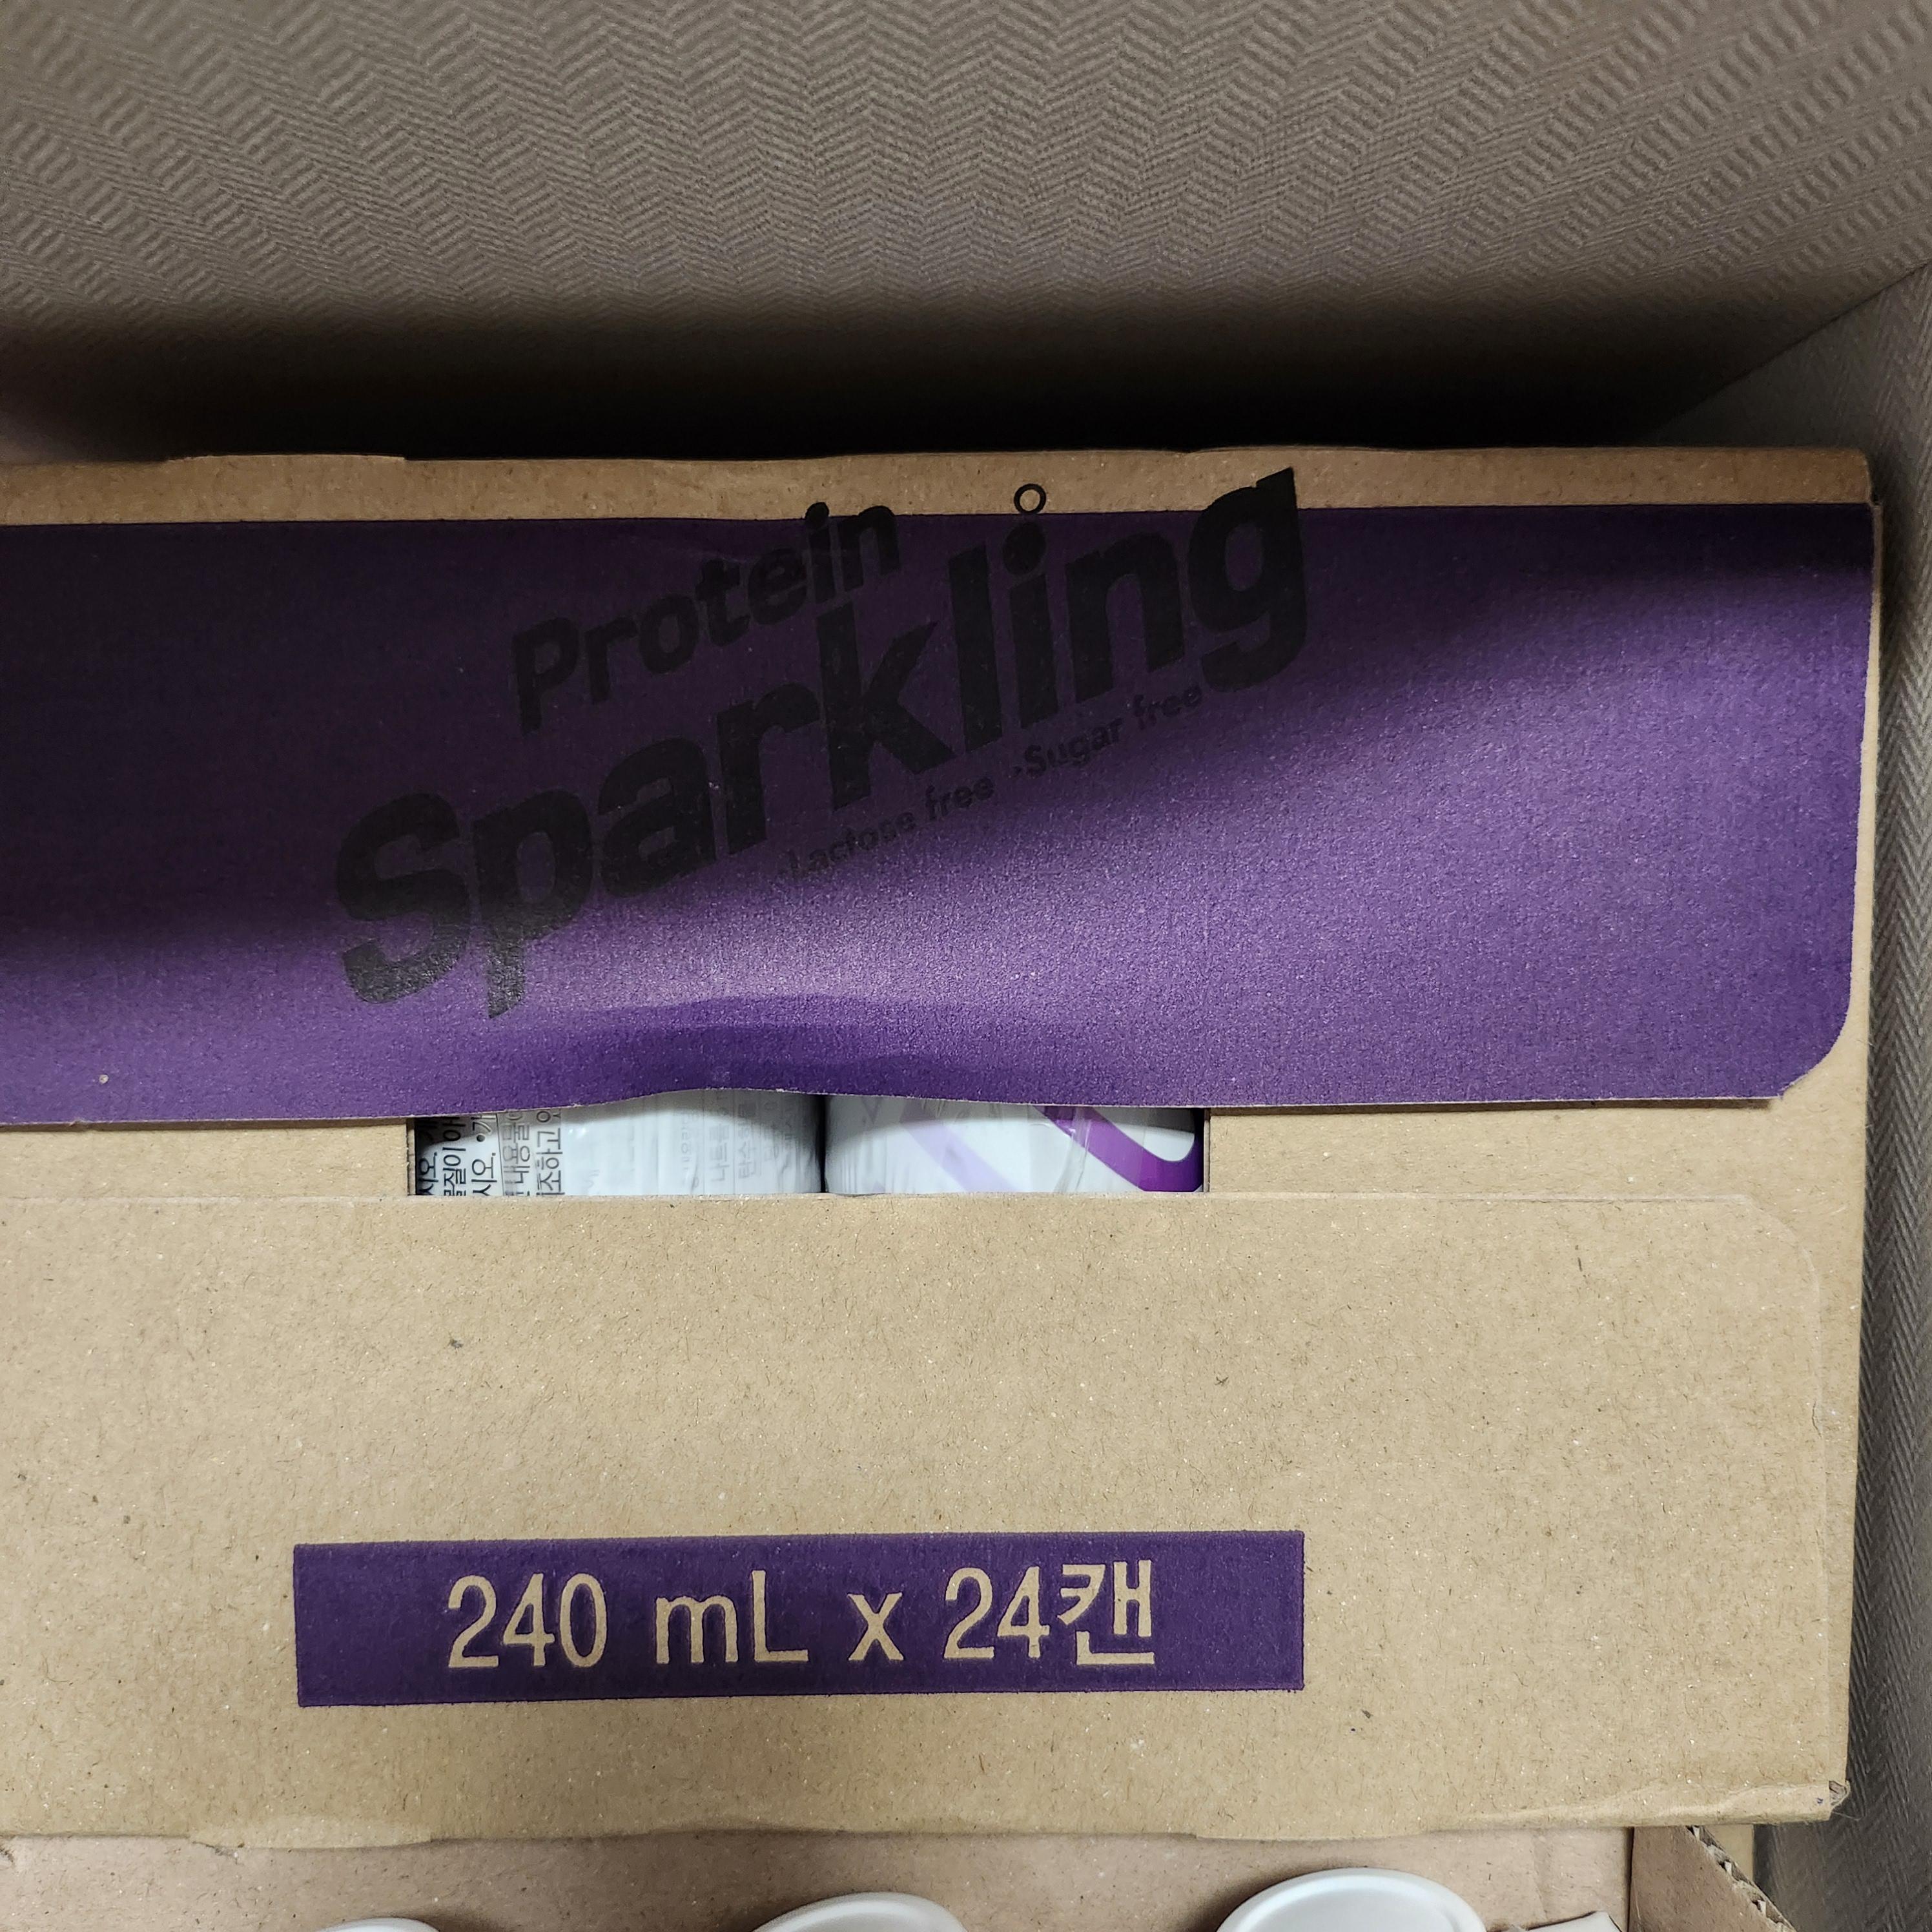 Protein
Sparkling
·Lactose free ·Sugar free
240 mL x 24캔